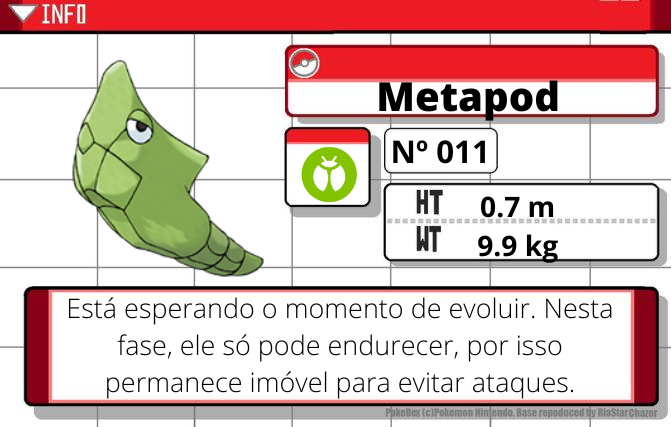 INFO
Metapod
Nº 011
HT 0.7 m
WT 9.9 kg
Está esperando o momento de evoluir. Nesta
fase, ele só pode endurecer, por isso
permanece imóvel para evitar ataques.
PokeDex (c)Pokemon Nintendo. Base reproduced by RiaStarChazer